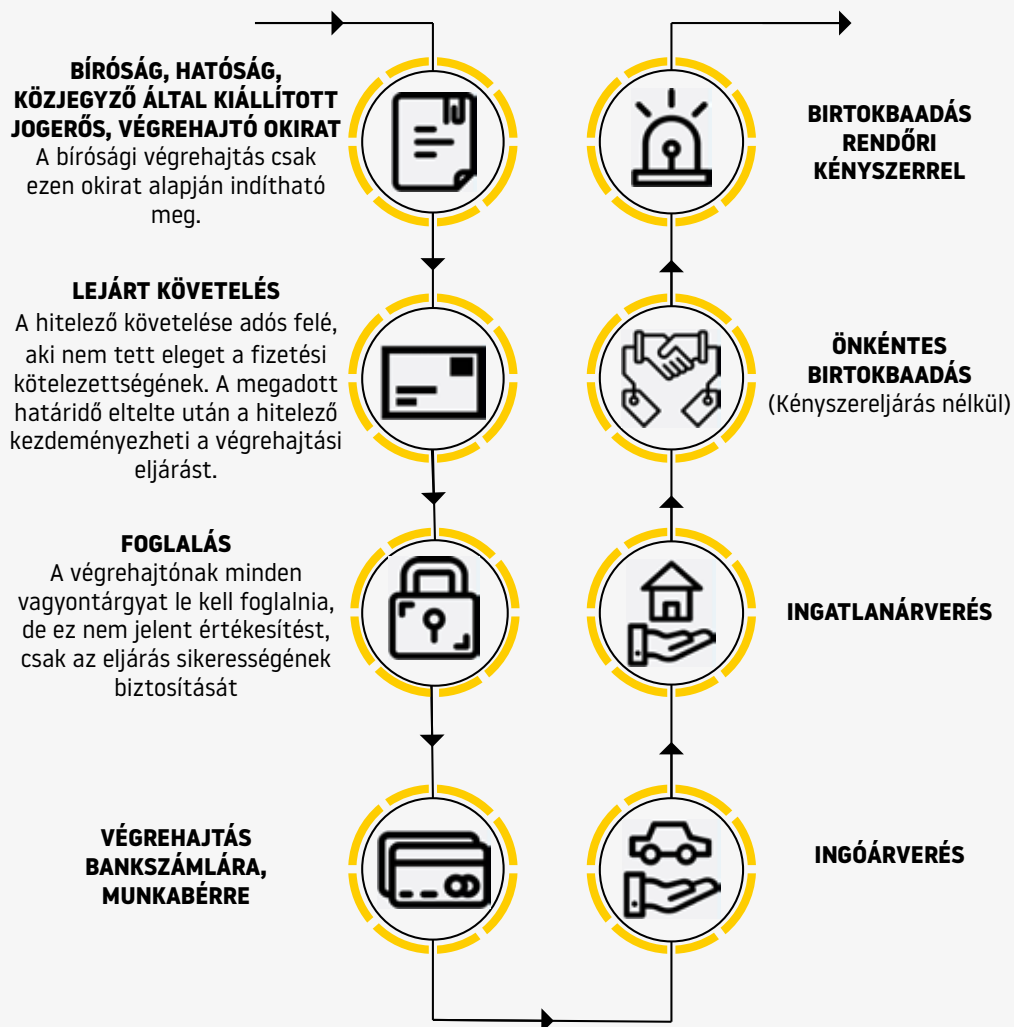 BÍRÓSÁG, HATÓSÁG,
KÖZJEGYZŐ ÁLTAL KIÁLLÍTOTT
JOGERŐS, VÉGREHAJTÓ OKIRAT
A bírósági végrehajtás csak
ezen okirat alapján indítható
meg.
LEJÁRT KÖVETELÉS
A hitelező követelése adós felé,
aki nem tett eleget a fizetési
kötelezettségének. A megadott
határidő eltelte után a hitelező
kezdeményezheti a végrehajtási
eljárást.
FOGLALÁS
A végrehajtónak minden
vagyontárgyat le kell foglalnia,
de ez nem jelent értékesítést,
csak az eljárás sikerességének
biztosítását
VÉGREHAJTÁS
BANKSZÁMLÁRA,
MUNKABÉRRE
INGÓÁRVERÉS
INGATLANÁRVERÉS
ÖNKÉNTES
BIRTOKBAADÁS
(Kényszereljárás nélkül)
BIRTOKBAADÁS
RENDŐRI
KÉNYSZERREL